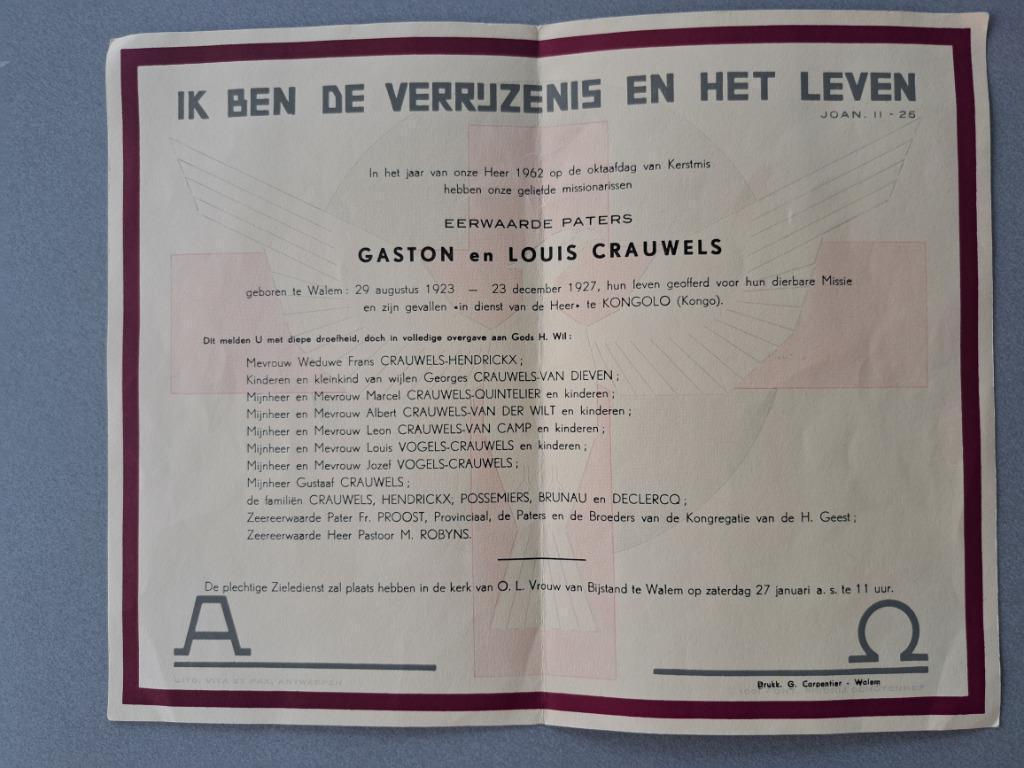 IK BEN DE VERRIJZENIS EN HET LEVEN
JOAN. II - 25
In het jaar van onze Heer 1962 op de oktaafdag van Kerstmis
hebben onze geliefde missionarissen
EERWAARDE PATERS
GASTON en LOUIS CRAUWELS
geboren te Walem : 29 augustus 1923 — 23 december 1927, hun leven geofferd voor hun dierbare Missie
en zijn gevallen «in dienst van de Heer» te KONGOLO (Kongo).
Dit melden U met diepe droefheid, doch in volledige overgave aan Gods H. Wil :
Mevrouw Weduwe Frans CRAUWELS-HENDRICKX ;
Kinderen en kleinkind van wijlen Georges CRAUWELS-VAN DIEVEN ;
Mijnheer en Mevrouw Marcel CRAUWELS-QUINTELIER en kinderen ;
Mijnheer en Mevrouw Albert CRAUWELS-VAN DER WILT en kinderen ;
Mijnheer en Mevrouw Leon CRAUWELS-VAN CAMP en kinderen ;
Mijnheer en Mevrouw Louis VOGELS-CRAUWELS en kinderen ;
Mijnheer en Mevrouw Jozef VOGELS-CRAUWELS ;
Mijnheer Gustaaf CRAUWELS ;
de familiën CRAUWELS, HENDRICKX, POSSEMIERS, BRUNAU en DECLERCQ ;
Zeereerwaarde Pater Fr. PROOST, Provinciaal, de Paters en de Broeders van de Kongregatie van de H. Geest ;
Zeereerwaarde Heer Pastoor M. ROBYNS.
De plechtige Zieledienst zal plaats hebben in de kerk van O. L. Vrouw van Bijstand te Walem op zaterdag 27 januari a. s. te 11 uur.
A Ω
UITG. VITA ET PAX, ANTWERPEN
Drukk. G. Carpentier - Walem